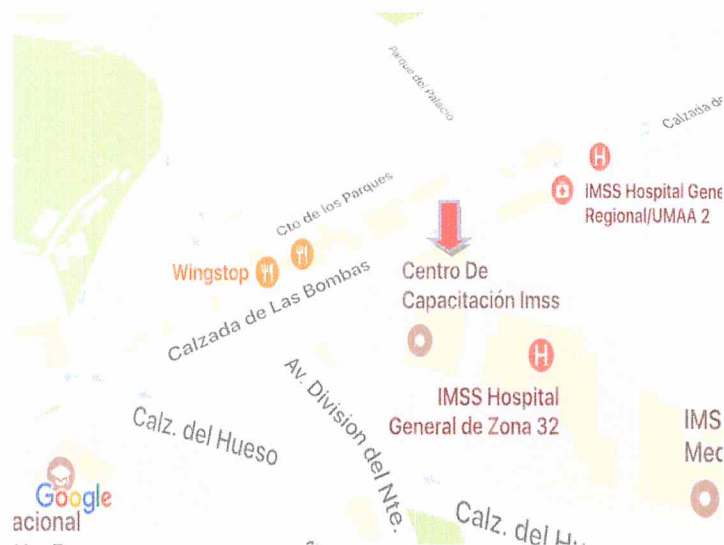 Parque del Palacio
Calzada de
IMSS Hospital Gene
Regional/UMAA 2
Cto de los Parques
Wingstop
Centro De
Capacitación Imss
Calzada de Las Bombas
IMSS Hospital
General de Zona 32
Av. Division del Nte.
Calz. del Hueso
IMS
Med
Google
acional
Calz. del Hu